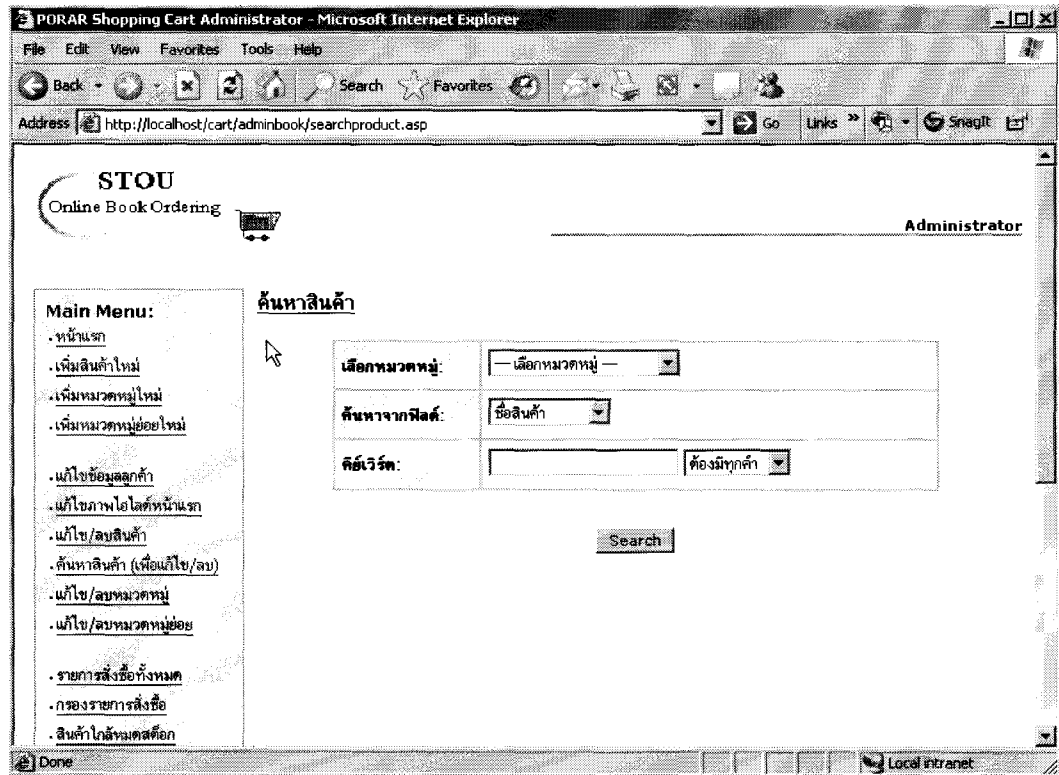 PORAR Shopping Cart Administrator - Microsoft Internet Explorer
File Edit View Favorites Tools Help
Back Search Favorites
Address http://localhost/cart/adminbook/searchproduct.asp Go Links » SnagIt
STOU
Online Book Ordering
Administrator
Main Menu:
หน้าแรก
เพิ่มสินค้าใหม่
เพิ่มหมวดหมู่ใหม่
เพิ่มหมวดหมู่ย่อยใหม่
แก้ไขข้อมูลลูกค้า
แก้ไขภาพไฮไลต์หน้าแรก
แก้ไข/ลบสินค้า
ค้นหาสินค้า (เพื่อแก้ไข/ลบ)
แก้ไข/ลบหมวดหมู่
แก้ไข/ลบหมวดหมู่ย่อย
รายการสั่งซื้อทั้งหมด
กรองรายการสั่งซื้อ
สินค้าใกล้หมดสต็อก
ค้นหาสินค้า
เลือกหมวดหมู่: — เลือกหมวดหมู่ —
ค้นหาจากฟิลด์: ชื่อสินค้า
คีย์เวิร์ด: ต้องมีทุกคำ
Search
Done Local intranet